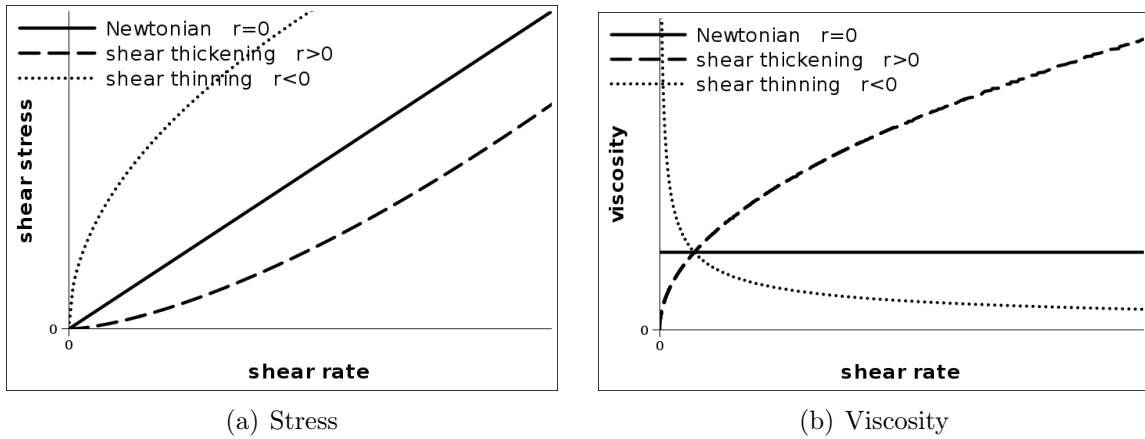 Newtonian r=0
shear thickening r>0
shear thinning r<0
shear stress
0
0
shear rate
(a) Stress
Newtonian r=0
shear thickening r>0
shear thinning r<0
viscosity
0
0
shear rate
(b) Viscosity